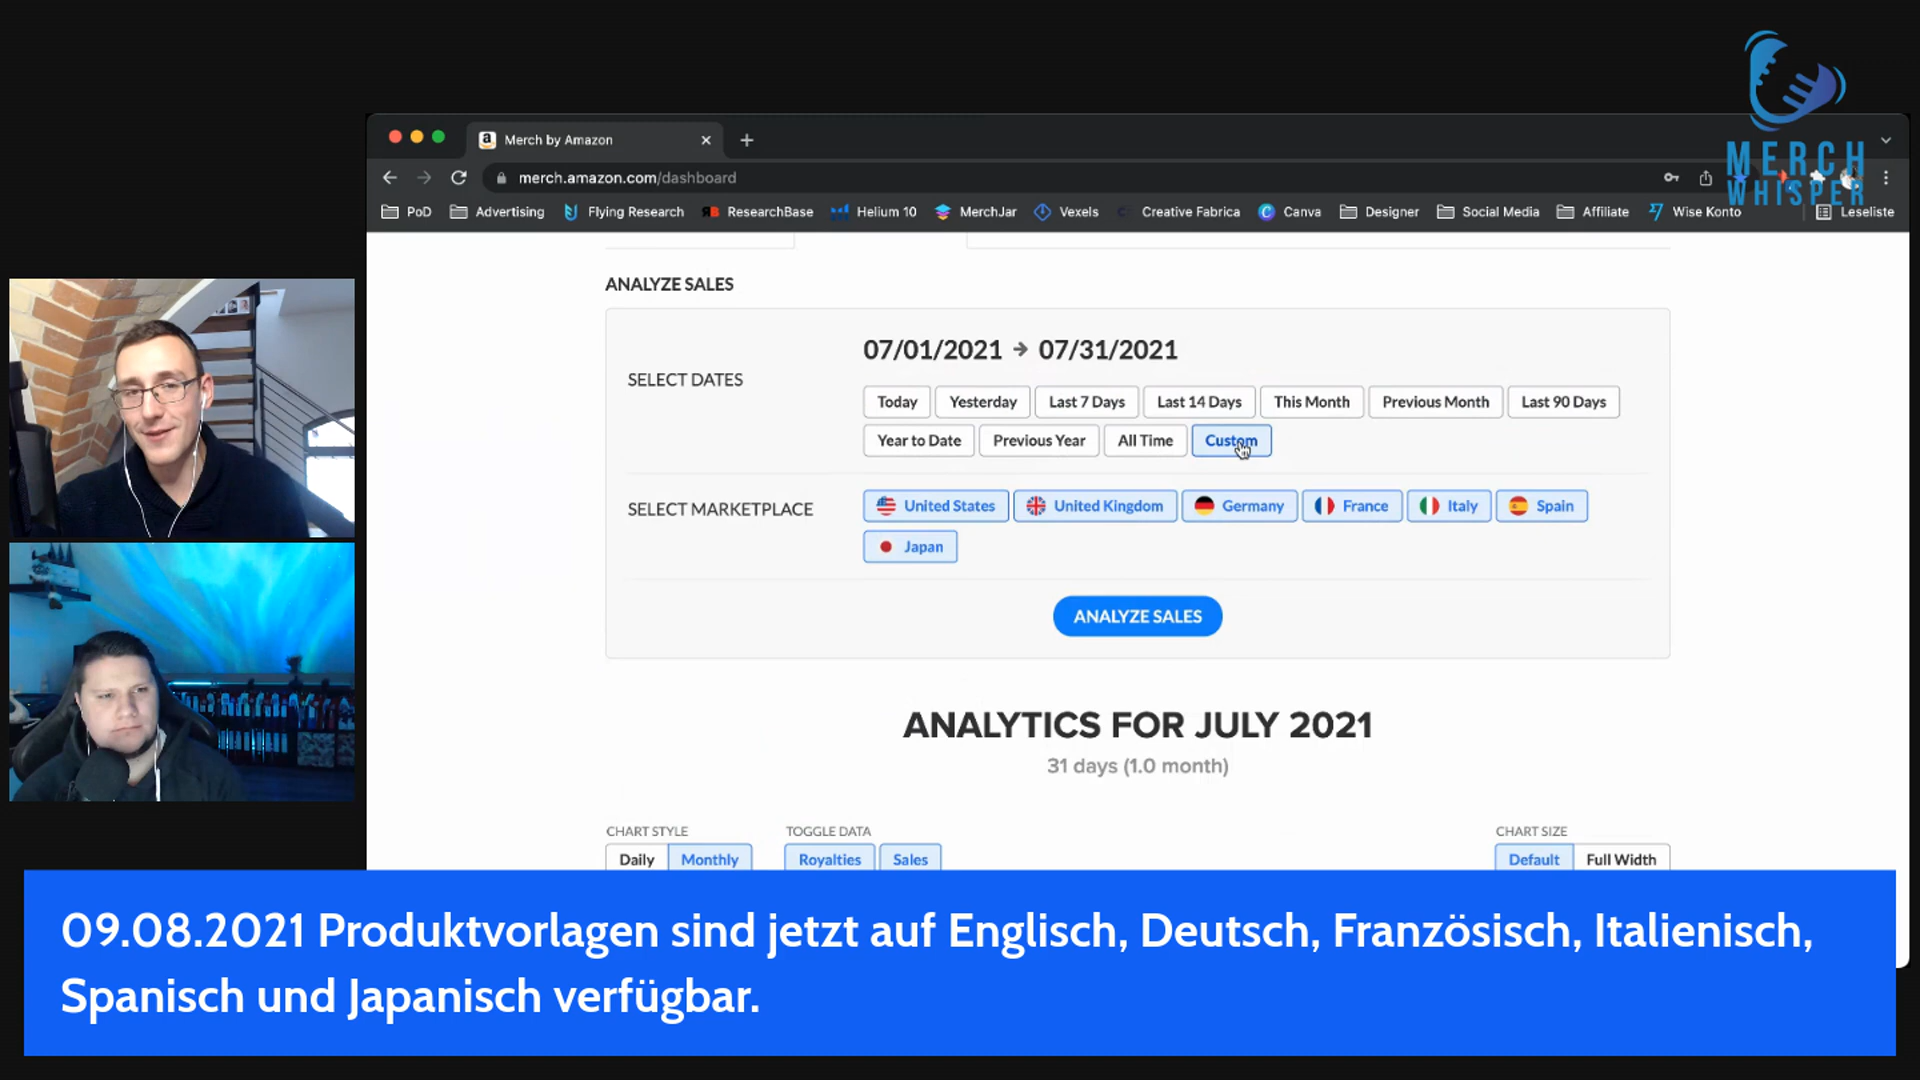 MERCH
WHISPER
Merch by Amazon
merch.amazon.com/dashboard
PoD Advertising Flying Research ResearchBase Helium 10 MerchJar Vexels Creative Fabrica Canva Designer Social Media Affiliate Wise Konto Leseliste
ANALYZE SALES
07/01/2021 → 07/31/2021
SELECT DATES
Today Yesterday Last 7 Days Last 14 Days This Month Previous Month Last 90 Days
Year to Date Previous Year All Time Custom
SELECT MARKETPLACE
United States United Kingdom Germany France Italy Spain
Japan
ANALYZE SALES
ANALYTICS FOR JULY 2021
31 days (1.0 month)
CHART STYLE TOGGLE DATA CHART SIZE
Daily Monthly Royalties Sales Default Full Width
09.08.2021 Produktvorlagen sind jetzt auf Englisch, Deutsch, Französisch, Italienisch,
Spanisch und Japanisch verfügbar.